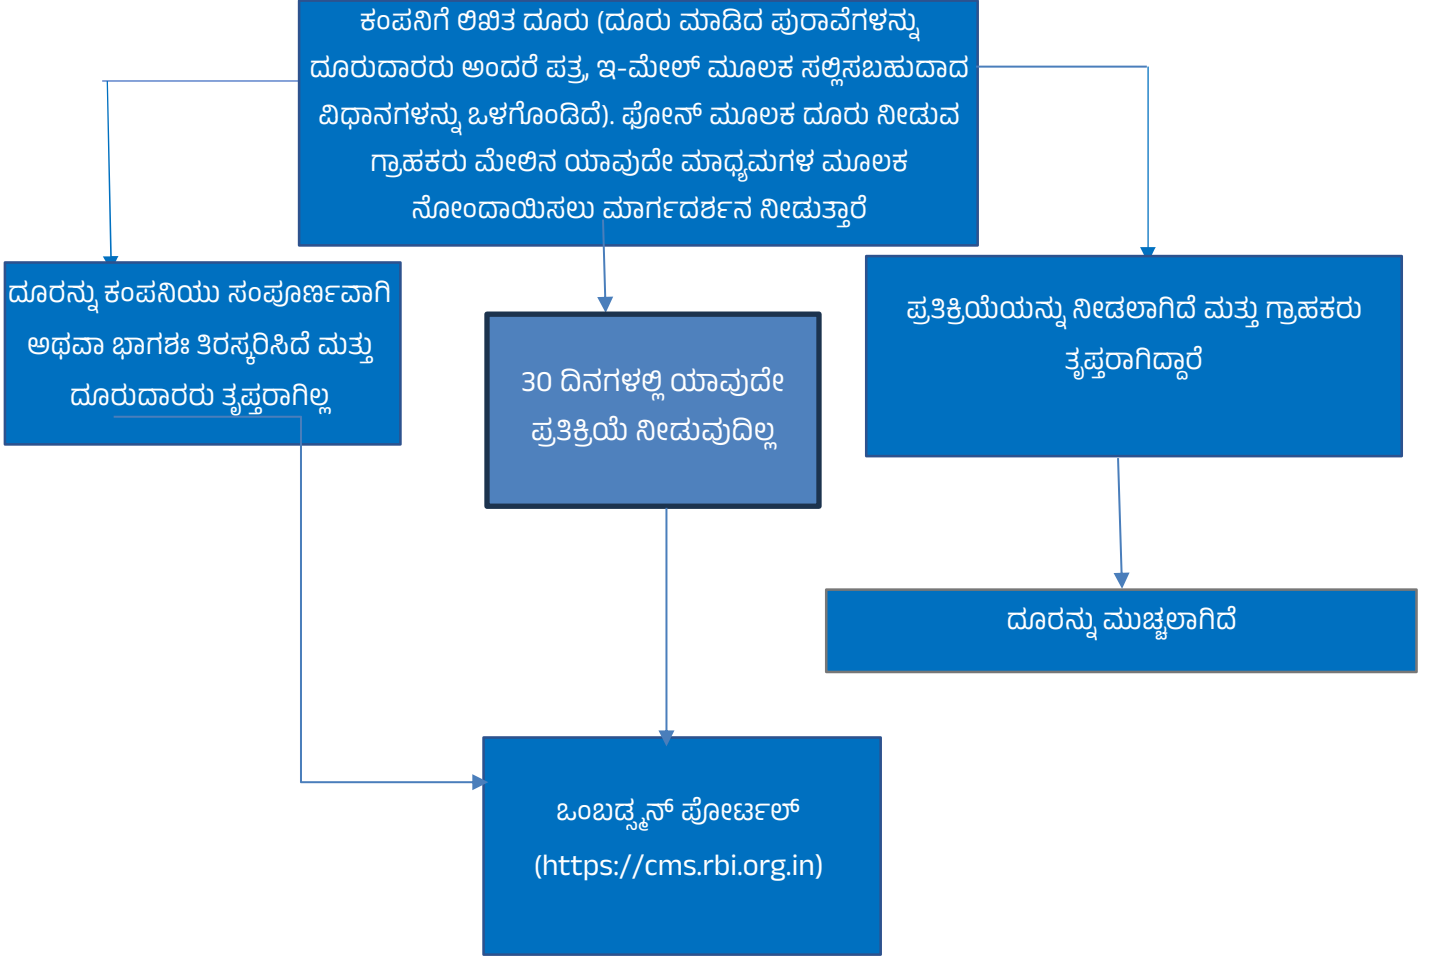 ಕಂಪನಿಗೆ ಲಿಖಿತ ದೂರು (ದೂರು ಮಾಡಿದ ಪುರಾವೆಗಳನ್ನು
ದೂರುದಾರರು ಅಂದರೆ ಪತ್ರ, ಇ-ಮೇಲ್ ಮೂಲಕ ಸಲ್ಲಿಸಬಹುದಾದ
ವಿಧಾನಗಳನ್ನು ಒಳಗೊಂಡಿದೆ). ಫೋನ್ ಮೂಲಕ ದೂರು ನೀಡುವ
ಗ್ರಾಹಕರು ಮೇಲಿನ ಯಾವುದೇ ಮಾಧ್ಯಮಗಳ ಮೂಲಕ
ನೋಂದಾಯಿಸಲು ಮಾರ್ಗದರ್ಶನ ನೀಡುತ್ತಾರೆ
ದೂರನ್ನು ಕಂಪನಿಯು ಸಂಪೂರ್ಣವಾಗಿ
ಅಥವಾ ಭಾಗಶಃ ತಿರಸ್ಕರಿಸಿದೆ ಮತ್ತು
ದೂರುದಾರರು ತೃಪ್ತರಾಗಿಲ್ಲ
30 ದಿನಗಳಲ್ಲಿ ಯಾವುದೇ
ಪ್ರತಿಕ್ರಿಯೆ ನೀಡುವುದಿಲ್ಲ
ಪ್ರತಿಕ್ರಿಯೆಯನ್ನು ನೀಡಲಾಗಿದೆ ಮತ್ತು ಗ್ರಾಹಕರು
ತೃಪ್ತರಾಗಿದ್ದಾರೆ
ದೂರನ್ನು ಮುಚ್ಚಲಾಗಿದೆ
ಒಂಬಡ್ಸ್ಮನ್ ಪೋರ್ಟಲ್
(https://cms.rbi.org.in)